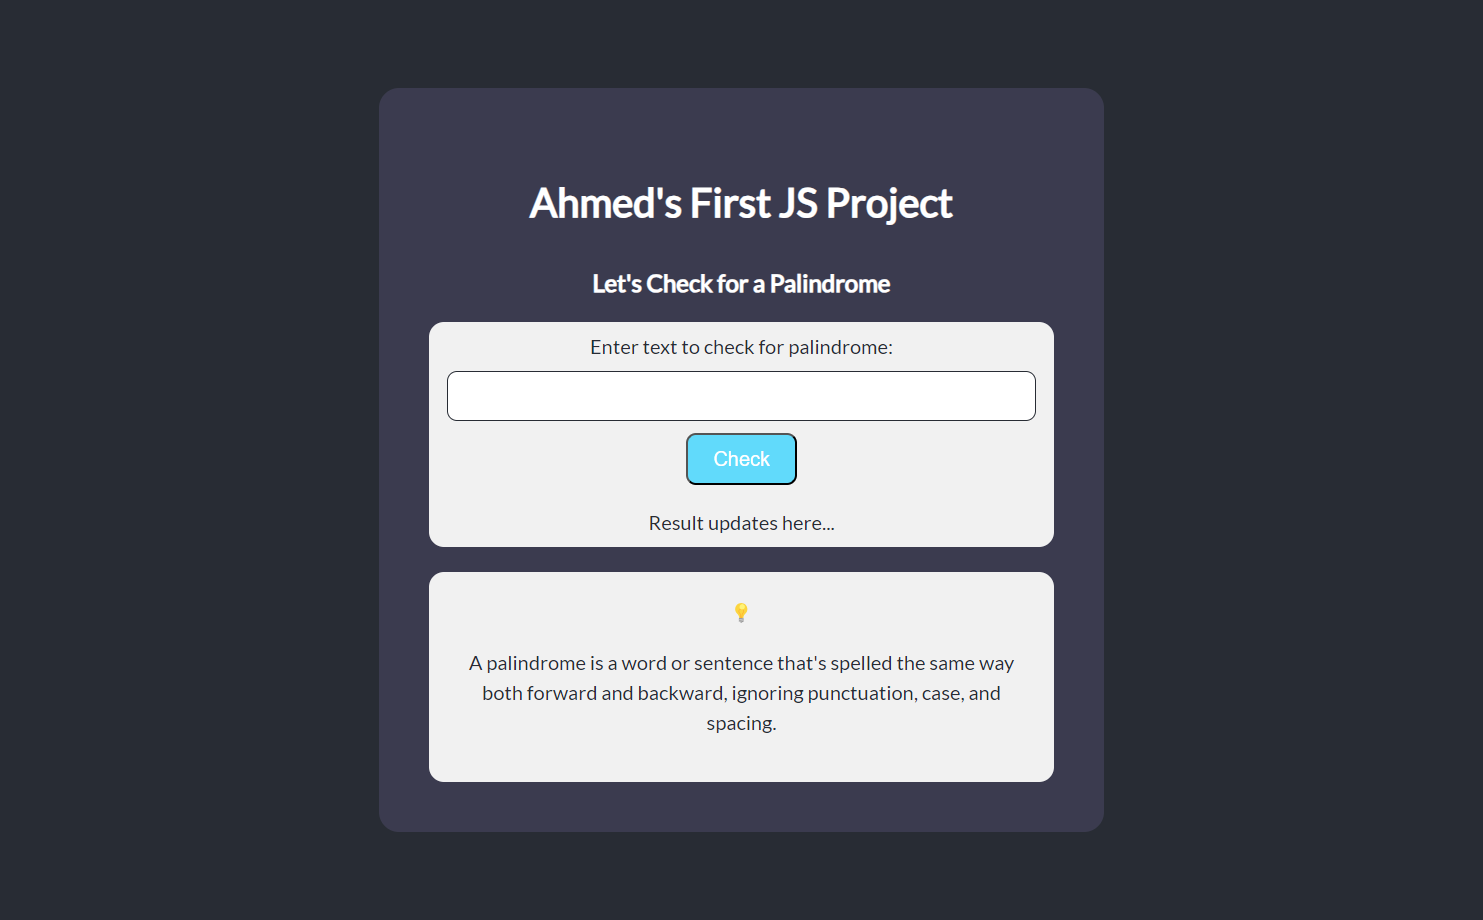 Ahmed's First JS Project
Let's Check for a Palindrome
Enter text to check for palindrome:
Check
Result updates here...
A palindrome is a word or sentence that's spelled the same way
both forward and backward, ignoring punctuation, case, and
spacing.